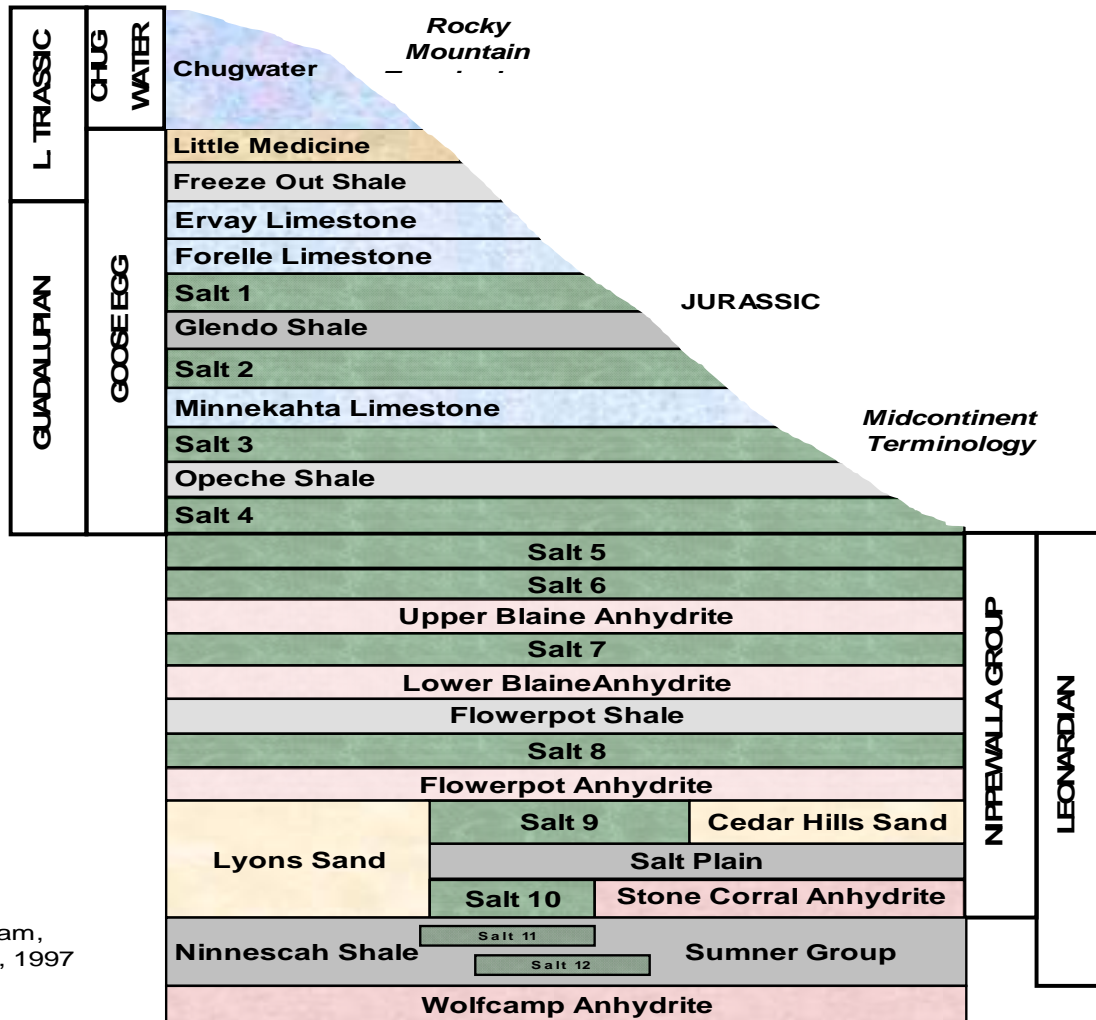 L. TRIASSIC
CHUG
WATER
Rocky
Mountain
Chugwater
Little Medicine
Freeze Out Shale
GUADALUPIAN
GOOSE EGG
Ervay Limestone
Forelle Limestone
Salt 1
JURASSIC
Glendo Shale
Salt 2
Minnekahta Limestone
Midcontinent
Terminology
Salt 3
Opeche Shale
Salt 4
Salt 5
Salt 6
Upper Blaine Anhydrite
Salt 7
Lower BlaineAnhydrite
Flowerpot Shale
Salt 8
Flowerpot Anhydrite
NIPPEWALLA GROUP
LEONARDIAN
Lyons Sand
Salt 9
Cedar Hills Sand
Salt Plain
Salt 10
Stone Corral Anhydrite
am,
, 1997
Ninnescah Shale
Salt 11
Salt 12
Sumner Group
Wolfcamp Anhydrite